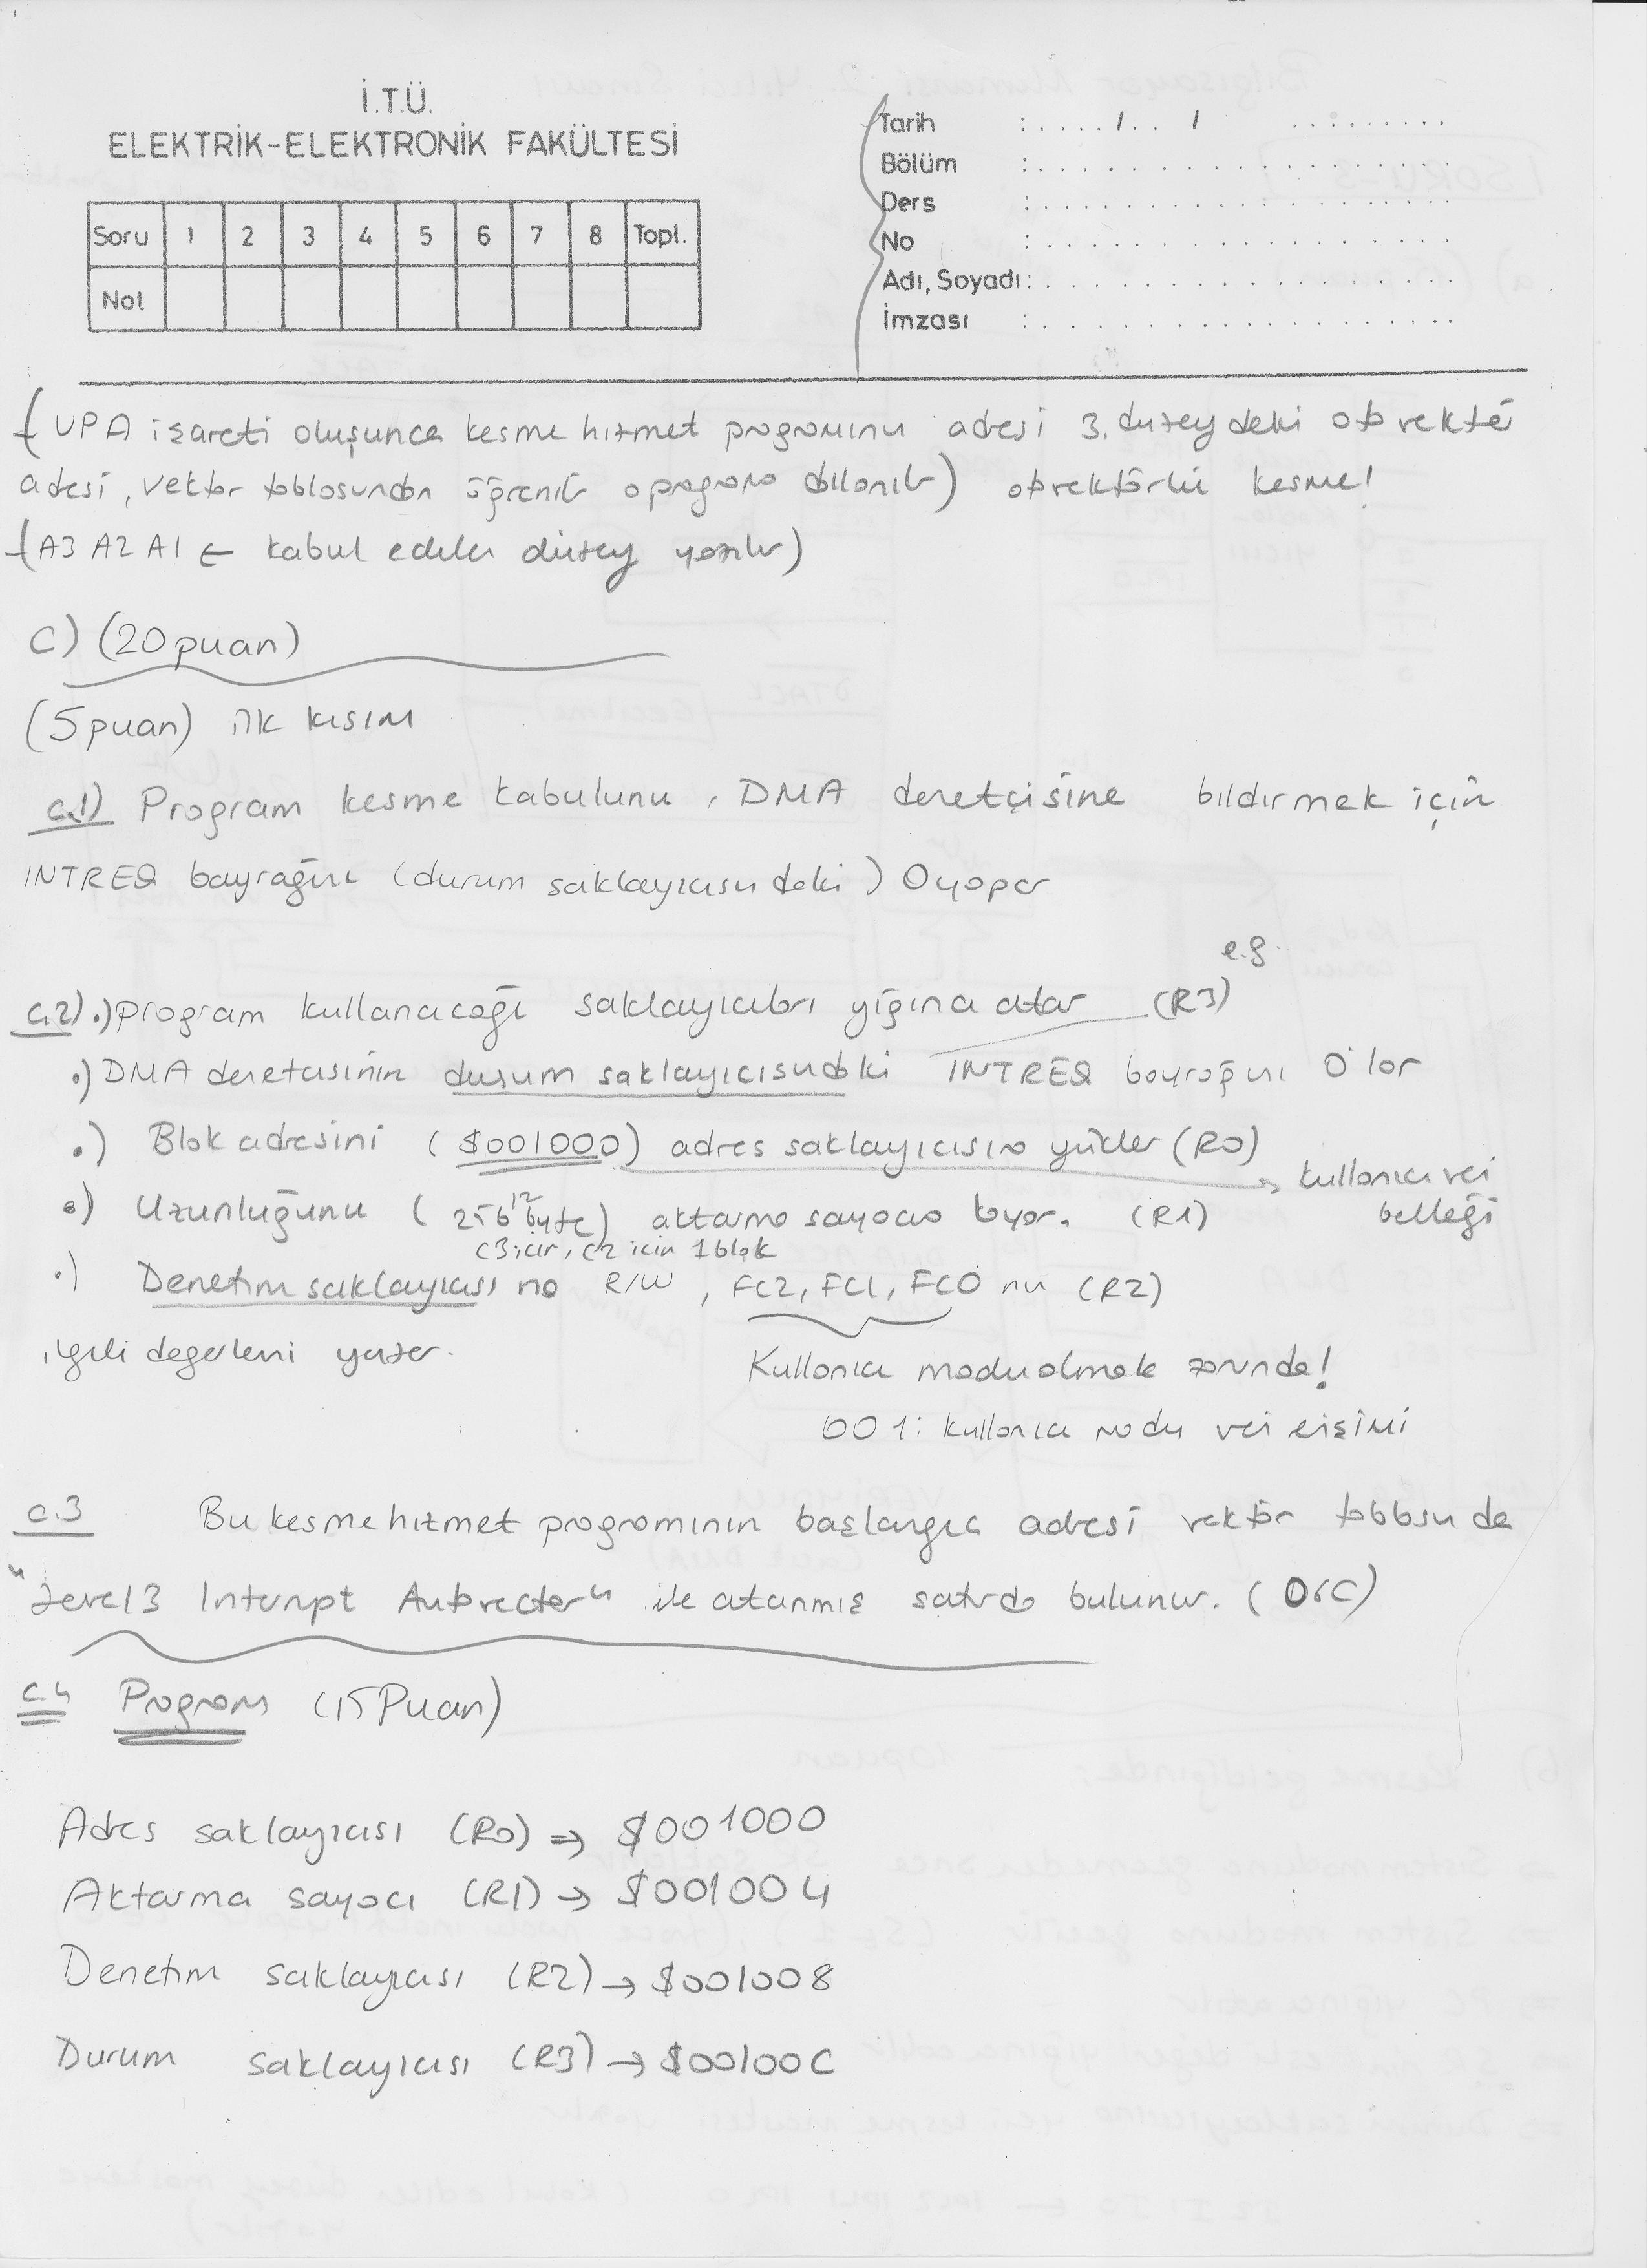 İ.T.Ü.
ELEKTRİK-ELEKTRONİK FAKÜLTESİ
Soru 1 2 3 4 5 6 7 8 Topl.
Not
Tarih : ..... / .. / .........
Bölüm : ..................
Ders : ..................
No : ..................
Adı, Soyadı: ..................
İmzası : ..................
(VPA işareti oluşunca kesme hizmet programının adresi 3. düzeydeki otovektör
adesi, vektör tablosundan öğrenilir o programa dallanılır) otovektörlü kesme!
(A3 A2 A1 ← kabul edilen düzey yazılır)
C) (20 puan)
(5 puan) ilk kısım
c.1) Program kesme kabulunu, DMA denetçisine bildirmek için
INTREQ bayrağını (durum saklayıcısındaki) 0 yapar
e.g.
c.2) .) program kullanacağı saklayıcıları yığına atar (R3)
.) DMA denetçisinin durum saklayıcısındaki INTREQ bayrağını 0'lar
.) Blok adresini ($001000) adres saklayıcısına yükler (R0) → kullanıcı veri belleği
.) Uzunluğunu (256 byte) aktarma sayacına koyar. (R1)
c3 için, c2 için 1 blok
.) Denetim saklayıcısına R/W, FC2, FC1, FC0 nın (R2)
ilgili değerleri yazar.
Kullanıcı modu olmak zorunda!
001: kullanıcı modu veri erişimi
c.3 Bu kesme hizmet programının başlangıç adresi vektör tablosunda
"Level 3 Interrupt Autovector" ile atanmış satırda bulunur. (06C)
c.4 Program (15 Puan)
Adres saklayıcısı (R0) ⇒ $001000
Aktarma sayacı (R1) → $001004
Denetim saklayıcısı (R2) → $001008
Durum saklayıcısı (R3) → $00100C